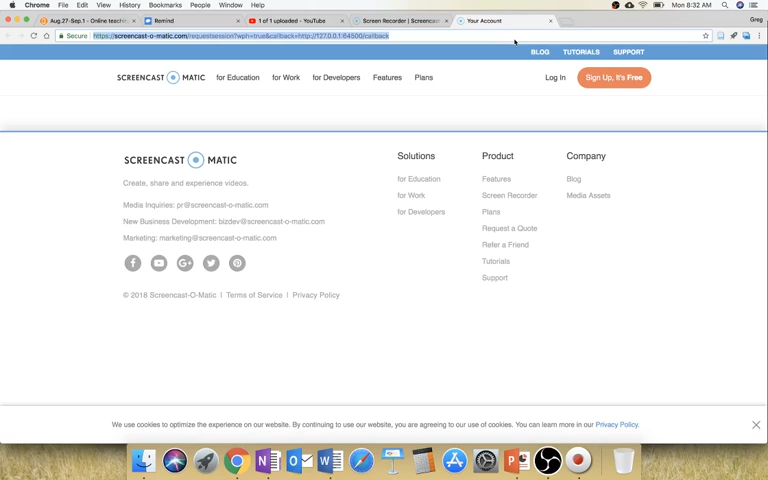 Chrome File Edit View History Bookmarks People Window Help Mon 8:32 AM
Aug.27-Sep.1 - Online teache Remind 1 of 1 uploaded - YouTube Screen Recorder | Screencast Your Account Greg
Secure https://screencast-o-matic.com/requestsession?wph=true&callback=http://127.0.0.1:64500/callback
BLOG TUTORIALS SUPPORT
SCREENCAST MATIC for Education for Work for Developers Features Plans Log In Sign Up, It's Free
SCREENCAST MATIC Solutions Product Company
Create, share and experience videos. for Education Features Blog
Media Inquiries: pr@screencast-o-matic.com for Work Screen Recorder Media Assets
New Business Development: bizdev@screencast-o-matic.com for Developers Plans
Request a Quote
Marketing: marketing@screencast-o-matic.com Refer a Friend
Tutorials
Support
© 2018 Screencast-O-Matic | Terms of Service | Privacy Policy
We use cookies to optimize the experience on our website. By continuing to use our website, you are agreeing to our use of cookies. You can learn more in our Privacy Policy.